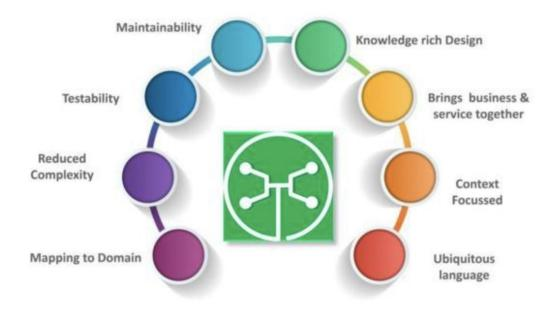 Maintainability
Knowledge rich Design
Testability
Brings business &
service together
Reduced
Complexity
Context
Focussed
Mapping to Domain
Ubiquitous
language